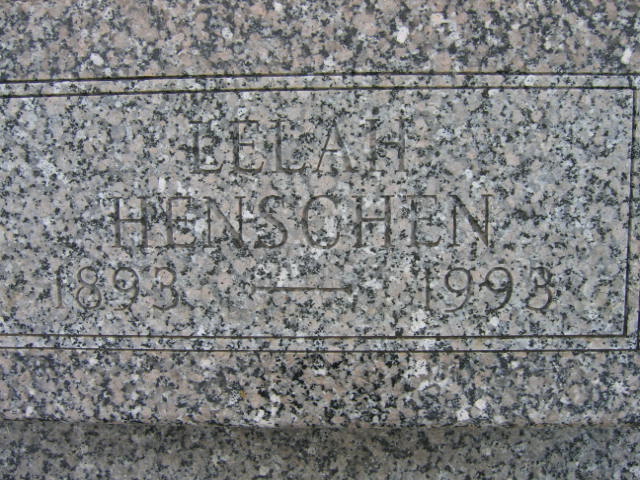 LELAH
HENSCHEN
1893 — 1993